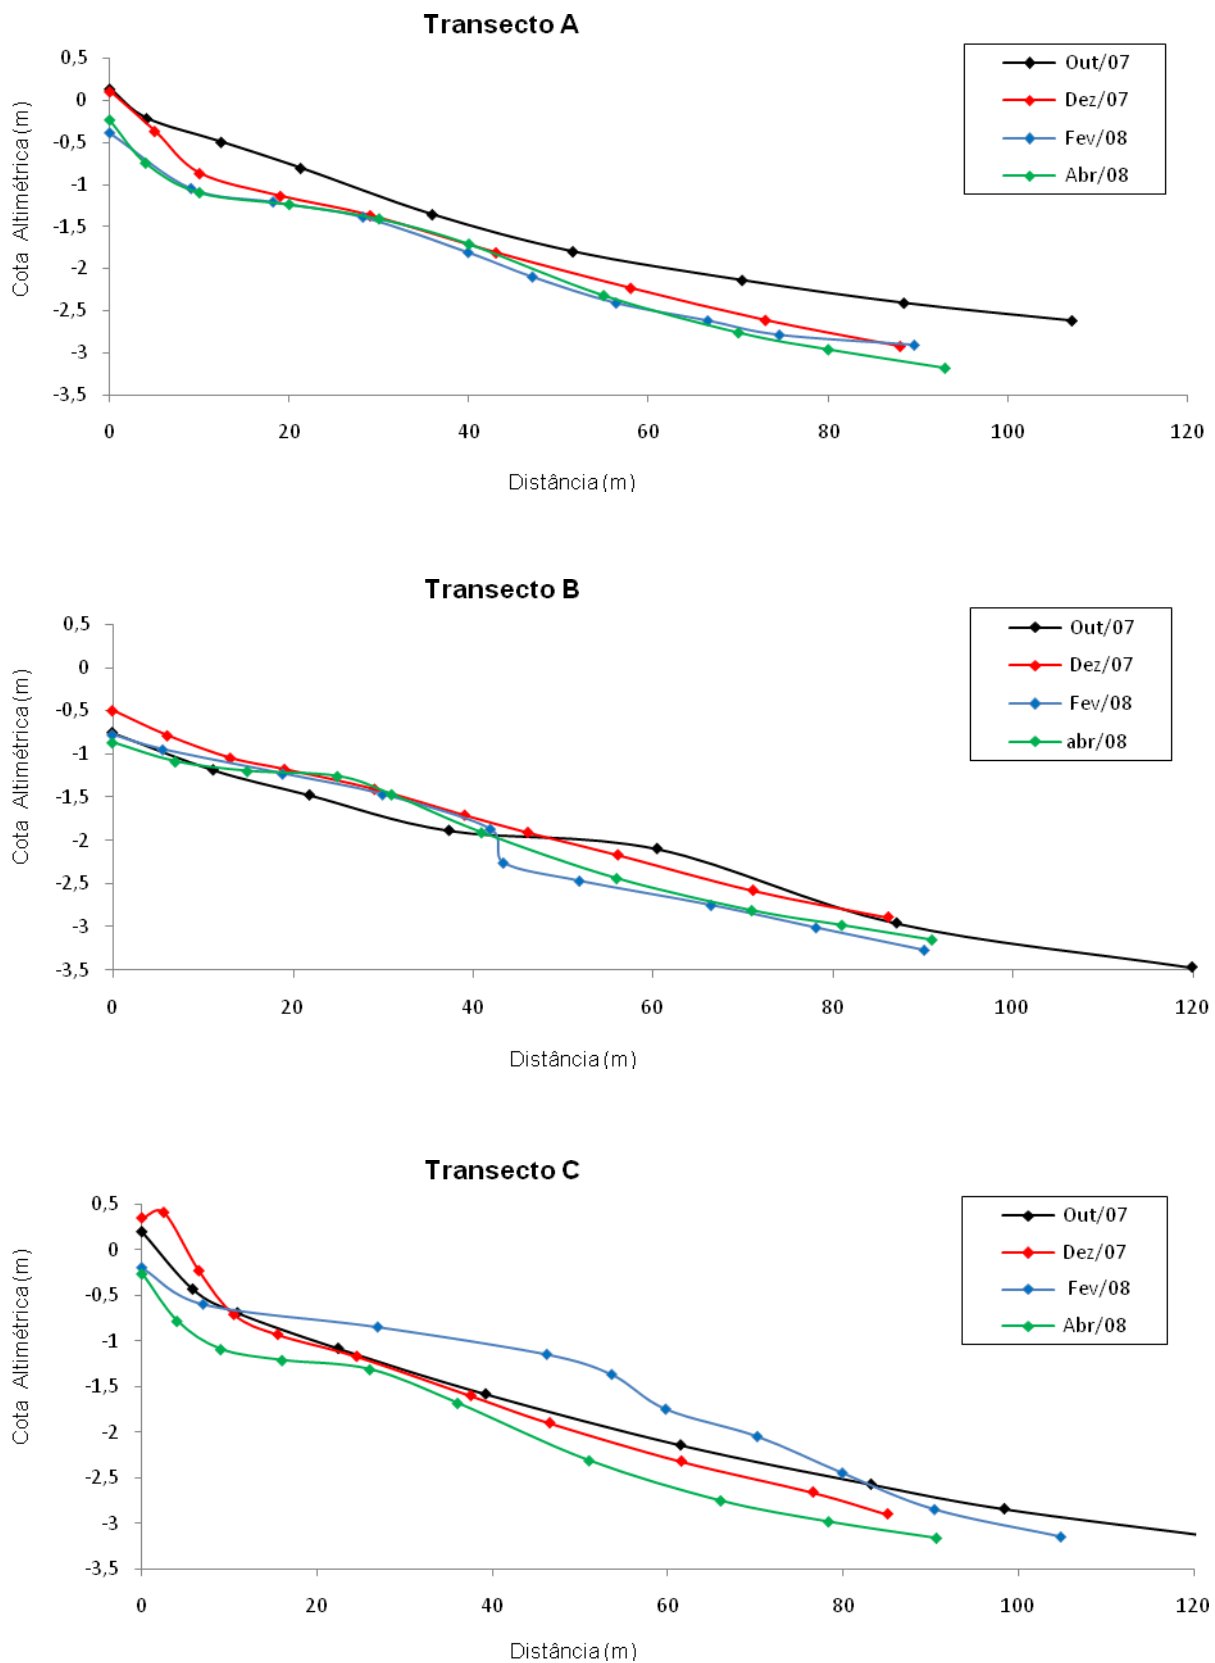 Transecto A
Cota Altimétrica (m)
0,5
0
-0,5
-1
-1,5
-2
-2,5
-3
-3,5
0 20 40 60 80 100 120
Distância (m)
Out/07
Dez/07
Fev/08
Abr/08
Transecto B
Cota Altimétrica (m)
0,5
0
-0,5
-1
-1,5
-2
-2,5
-3
-3,5
0 20 40 60 80 100 120
Distância (m)
Out/07
Dez/07
Fev/08
abr/08
Transecto C
Cota Altimétrica (m)
0,5
0
-0,5
-1
-1,5
-2
-2,5
-3
-3,5
0 20 40 60 80 100 120
Distância (m)
Out/07
Dez/07
Fev/08
Abr/08